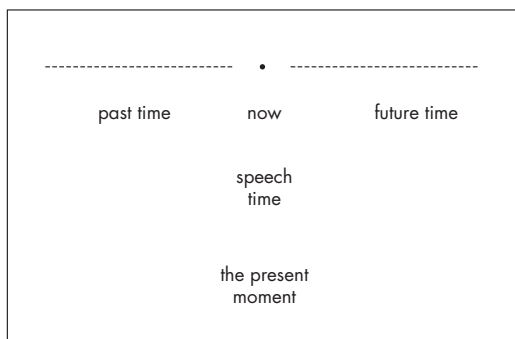 past time now future time
speech
time
the present
moment